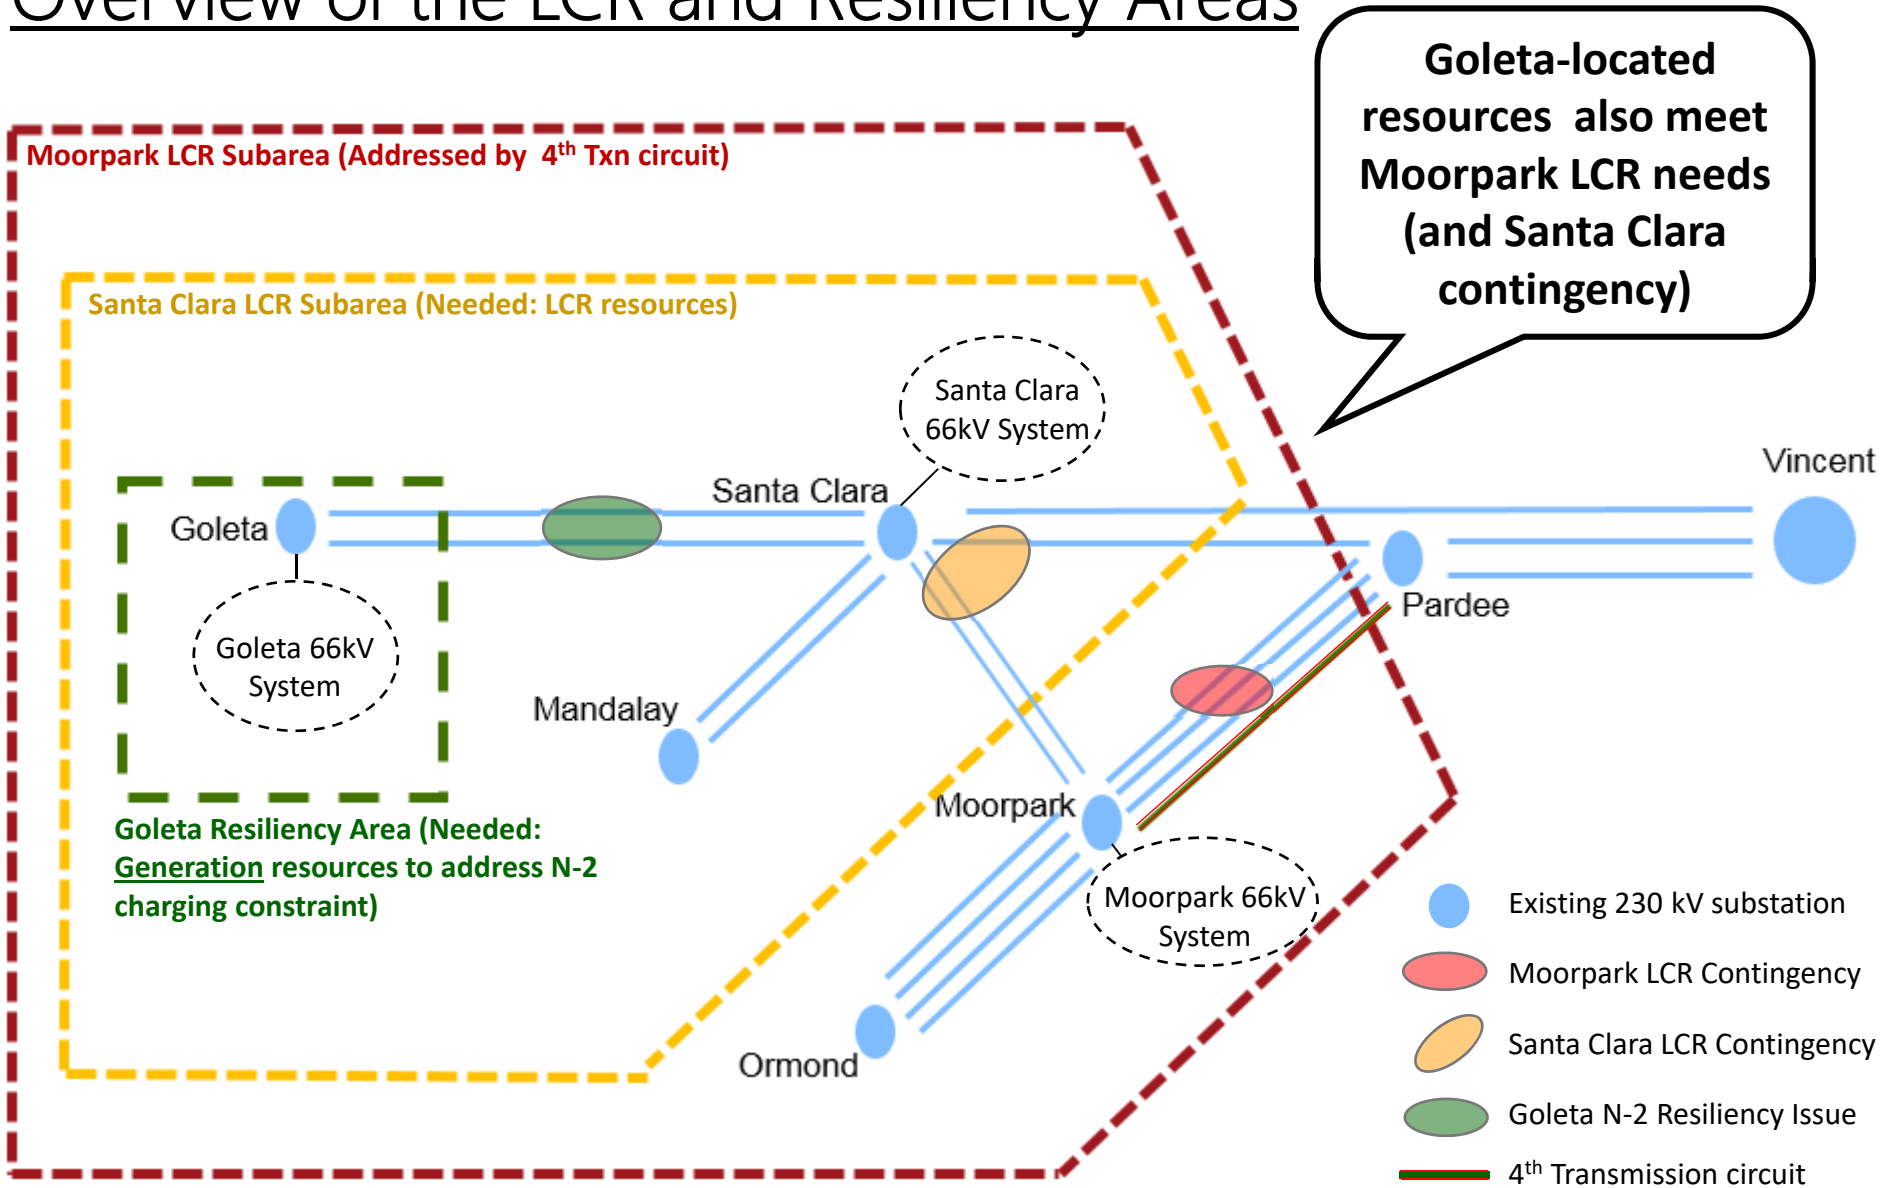 Overview of the LCR and Resiliency Areas
Goleta-located
resources also meet
Moorpark LCR needs
(and Santa Clara
contingency)
Moorpark LCR Subarea (Addressed by 4th Txn circuit)
Santa Clara LCR Subarea (Needed: LCR resources)
Santa Clara
66kV System
Vincent
Santa Clara
Goleta
Pardee
Goleta 66kV
System
Mandalay
Moorpark
Goleta Resiliency Area (Needed:
Generation resources to address N-2
charging constraint)
Moorpark 66kV
System
Ormond
Existing 230 kV substation
Moorpark LCR Contingency
Santa Clara LCR Contingency
Goleta N-2 Resiliency Issue
4th Transmission circuit